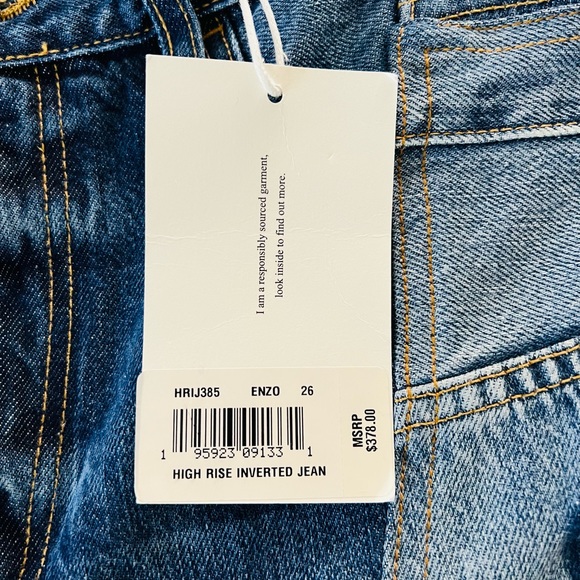 I am a responsibly sourced garment,
look inside to find out more.
HRIJ385 ENZO 26
1 95923 09133 1
HIGH RISE INVERTED JEAN
MSRP
$378.00